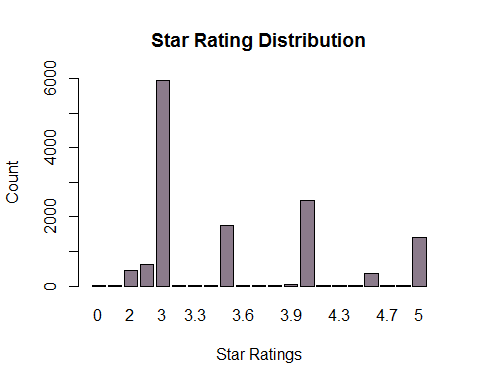 Star Rating Distribution
6000
4000
2000
0
Count
0 2 3 3.3 3.6 3.9 4.3 4.7 5
Star Ratings